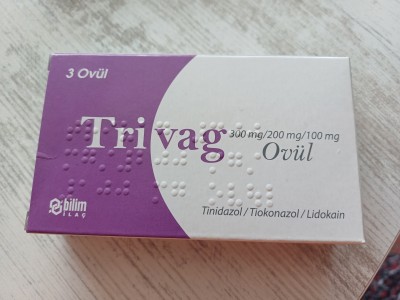 3 Ovül
Trivag
300 mg/200 mg/100 mg
Ovül
bilim
İLAÇ
Tinidazol / Tiokonazol / Lidokain